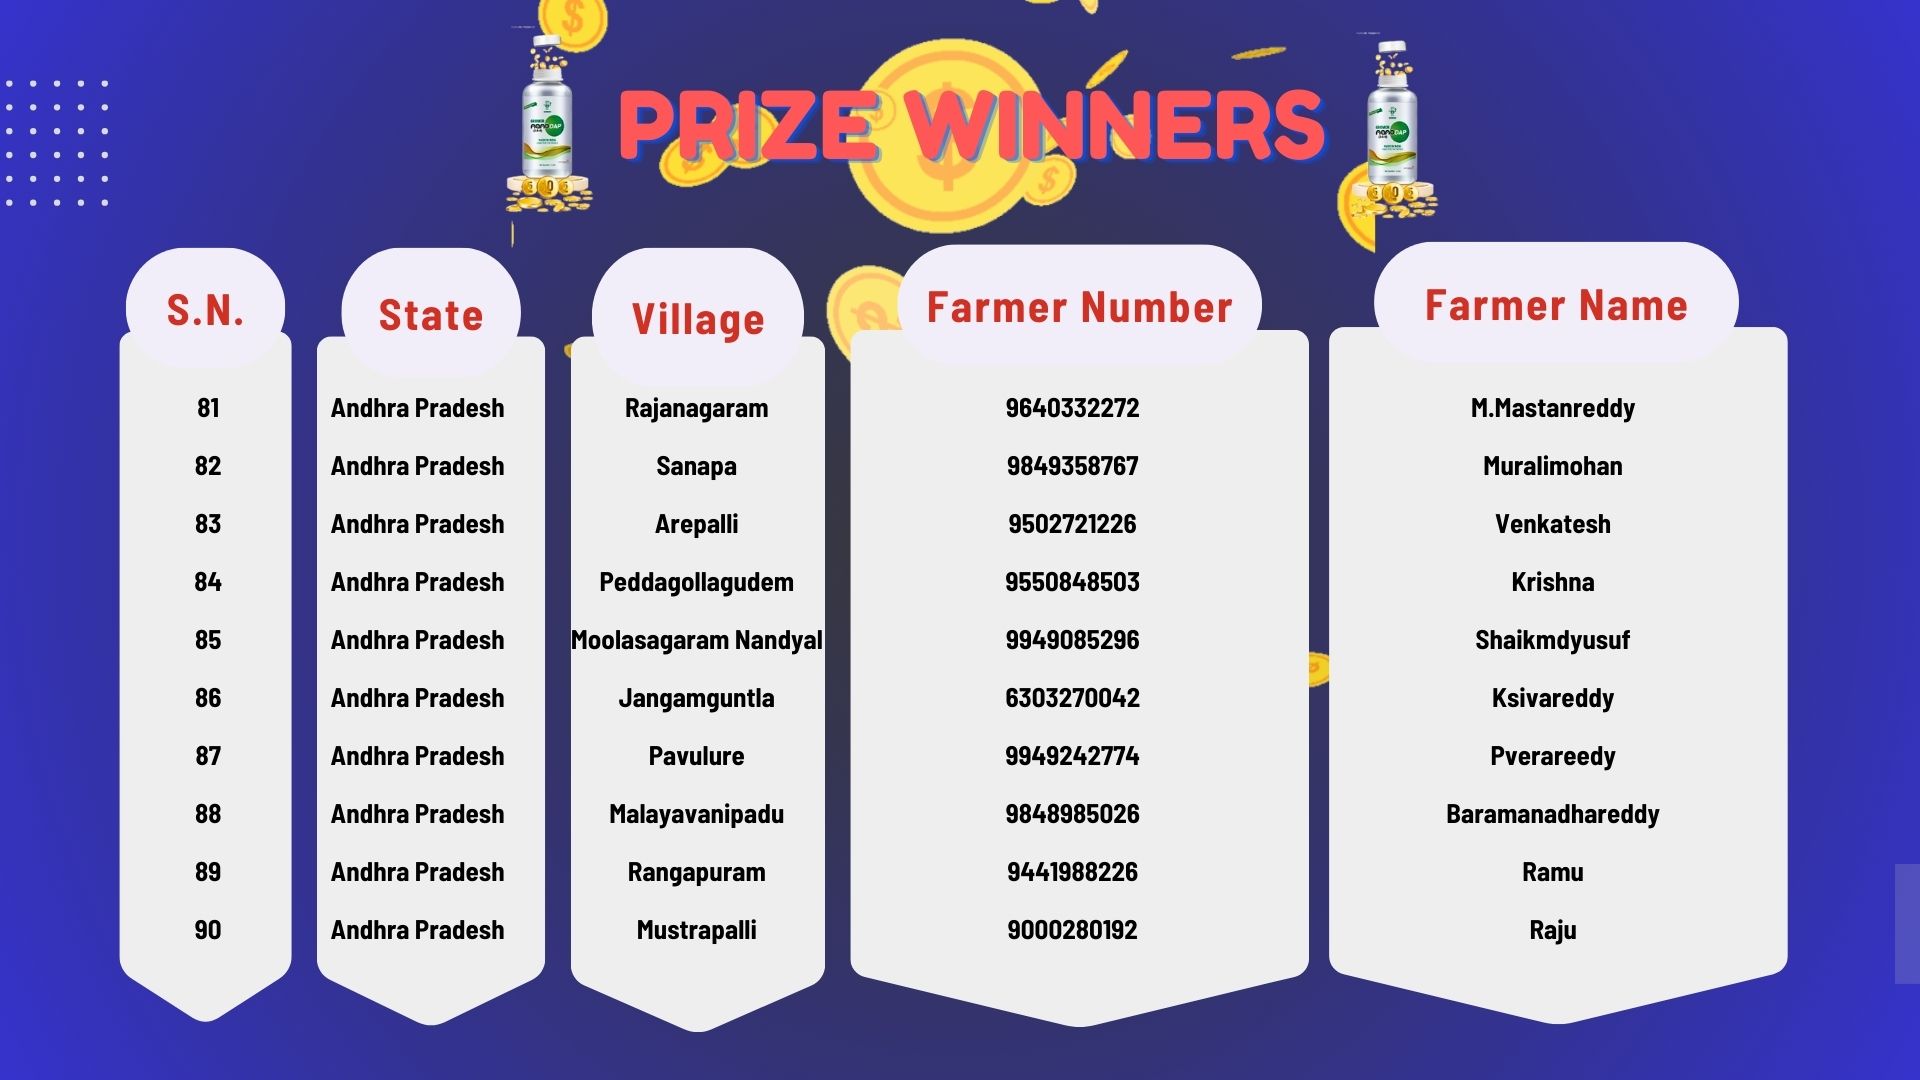 PRIZE WINNERS
S.N. State Village Farmer Number Farmer Name
81 Andhra Pradesh Rajanagaram 9640332272 M.Mastanreddy
82 Andhra Pradesh Sanapa 9849358767 Muralimohan
83 Andhra Pradesh Arepalli 9502721226 Venkatesh
84 Andhra Pradesh Peddagollagudem 9550848503 Krishna
85 Andhra Pradesh Moolasagaram Nandyal 9949085296 Shaikmdyusuf
86 Andhra Pradesh Jangamguntla 6303270042 Ksivareddy
87 Andhra Pradesh Pavulure 9949242774 Pverareedy
88 Andhra Pradesh Malayavanipadu 9848985026 Baramanadhareddy
89 Andhra Pradesh Rangapuram 9441988226 Ramu
90 Andhra Pradesh Mustrapalli 9000280192 Raju